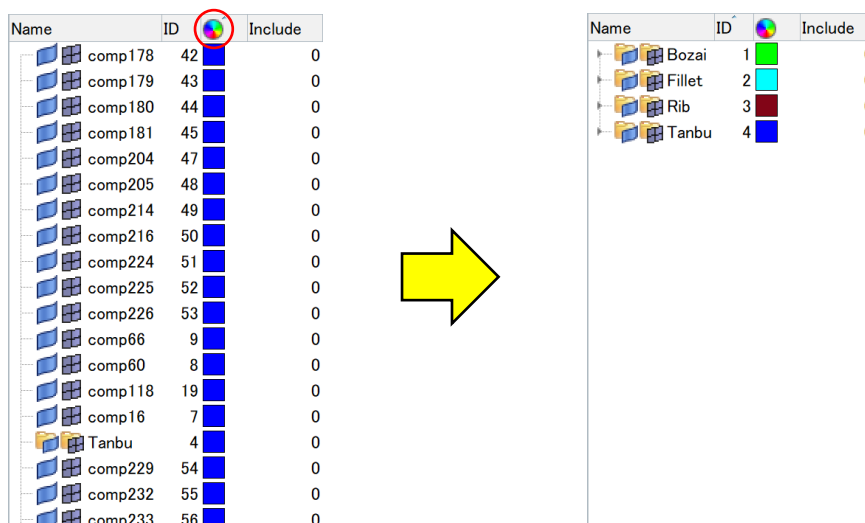 Name ID Include
comp178 42 0
comp179 43 0
comp180 44 0
comp181 45 0
comp204 47 0
comp205 48 0
comp214 49 0
comp216 50 0
comp224 51 0
comp225 52 0
comp226 53 0
comp66 9 0
comp60 8 0
comp118 19 0
comp16 7 0
Tanbu 4 0
comp229 54 0
comp232 55 0
comp233 56 0
Name ID Include
Bozai 1
Fillet 2
Rib 3
Tanbu 4